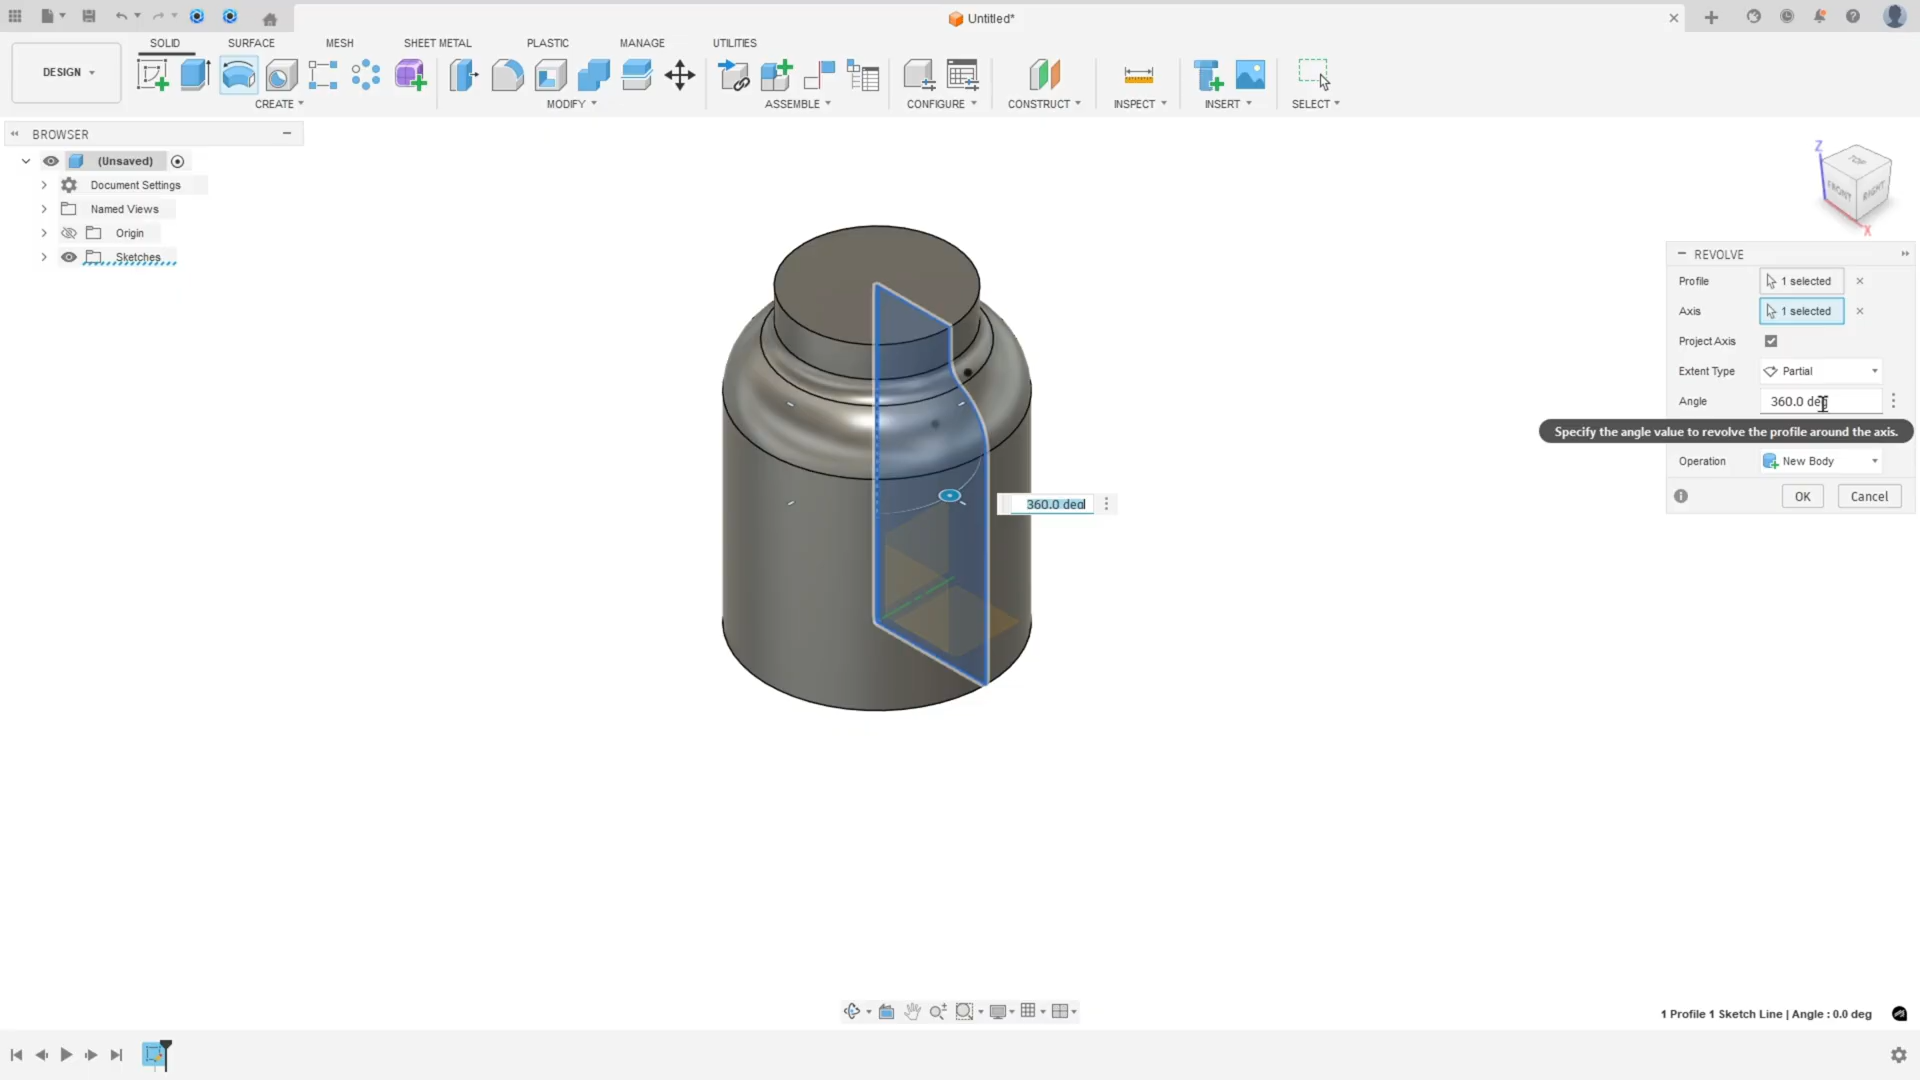 Untitled*
DESIGN
SOLID
SURFACE
MESH
SHEET METAL
PLASTIC
MANAGE
UTILITIES
CREATE
MODIFY
ASSEMBLE
CONFIGURE
CONSTRUCT
INSPECT
INSERT
SELECT
BROWSER
(Unsaved)
Document Settings
Named Views
Origin
Sketches
Z
TOP
FRONT
RIGHT
X
REVOLVE
Profile
1 selected
Axis
1 selected
Project Axis
Extent Type
Partial
Angle
360.0 deg
Specify the angle value to revolve the profile around the axis.
Operation
New Body
OK
Cancel
360.0 deg
1 Profile 1 Sketch Line | Angle : 0.0 deg